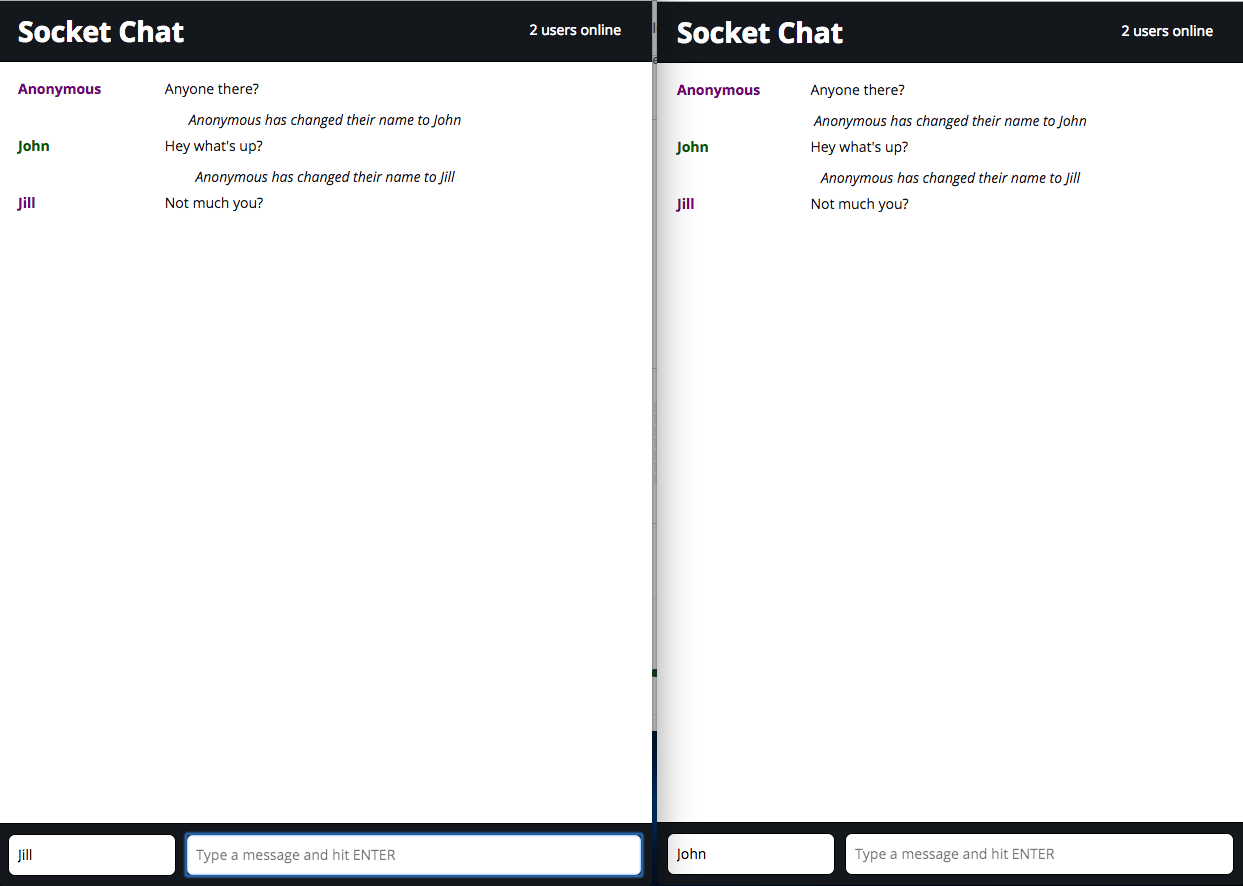 Socket Chat
2 users online
Anonymous Anyone there?
Anonymous has changed their name to John
John Hey what's up?
Anonymous has changed their name to Jill
Jill Not much you?
Jill
Type a message and hit ENTER
Socket Chat
2 users online
Anonymous Anyone there?
Anonymous has changed their name to John
John Hey what's up?
Anonymous has changed their name to Jill
Jill Not much you?
John
Type a message and hit ENTER